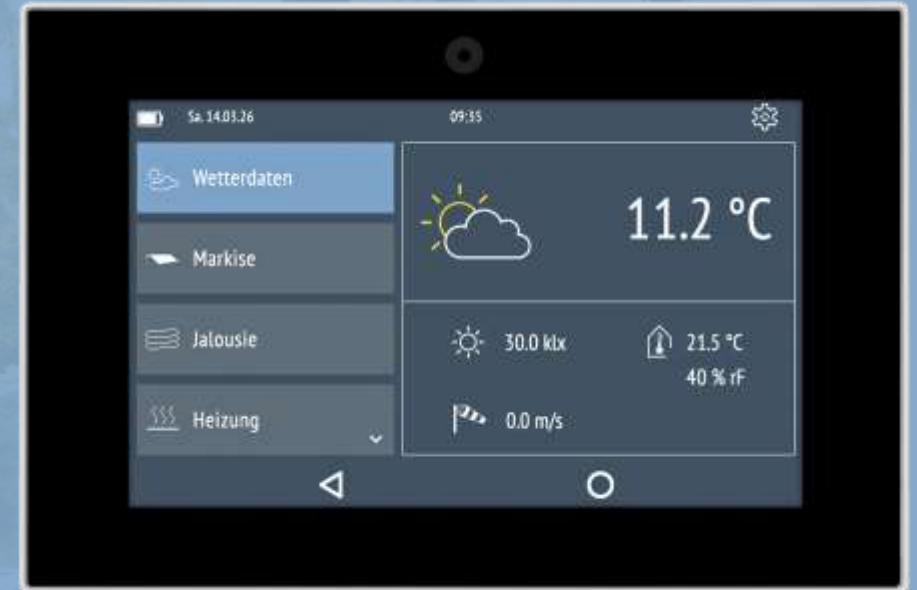 Sa. 14.03.26
09:35
Wetterdaten
Markise
Jalousie
Heizung
11.2 °C
30.0 klx
21.5 °C
40 % rF
0.0 m/s